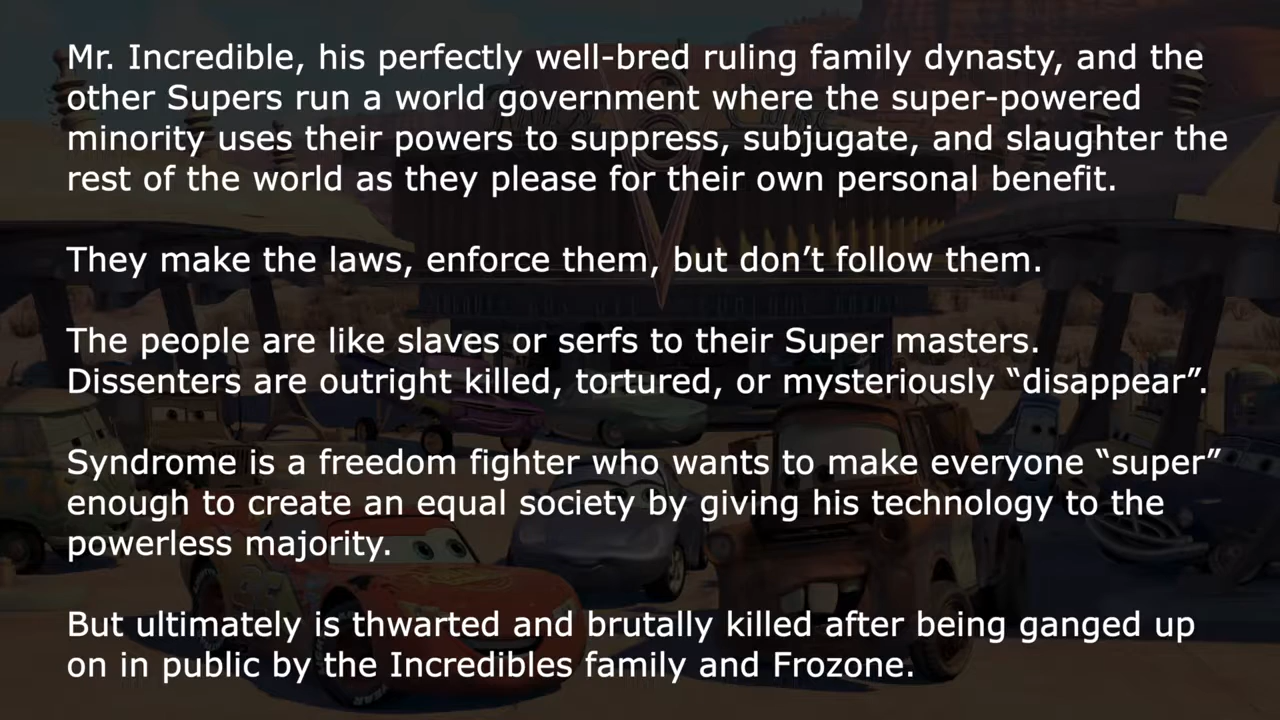 Mr. Incredible, his perfectly well-bred ruling family dynasty, and the
other Supers run a world government where the super-powered
minority uses their powers to suppress, subjugate, and slaughter the
rest of the world as they please for their own personal benefit.
They make the laws, enforce them, but don’t follow them.
The people are like slaves or serfs to their Super masters.
Dissenters are outright killed, tortured, or mysteriously “disappear”.
Syndrome is a freedom fighter who wants to make everyone “super”
enough to create an equal society by giving his technology to the
powerless majority.
But ultimately is thwarted and brutally killed after being ganged up
on in public by the Incredibles family and Frozone.